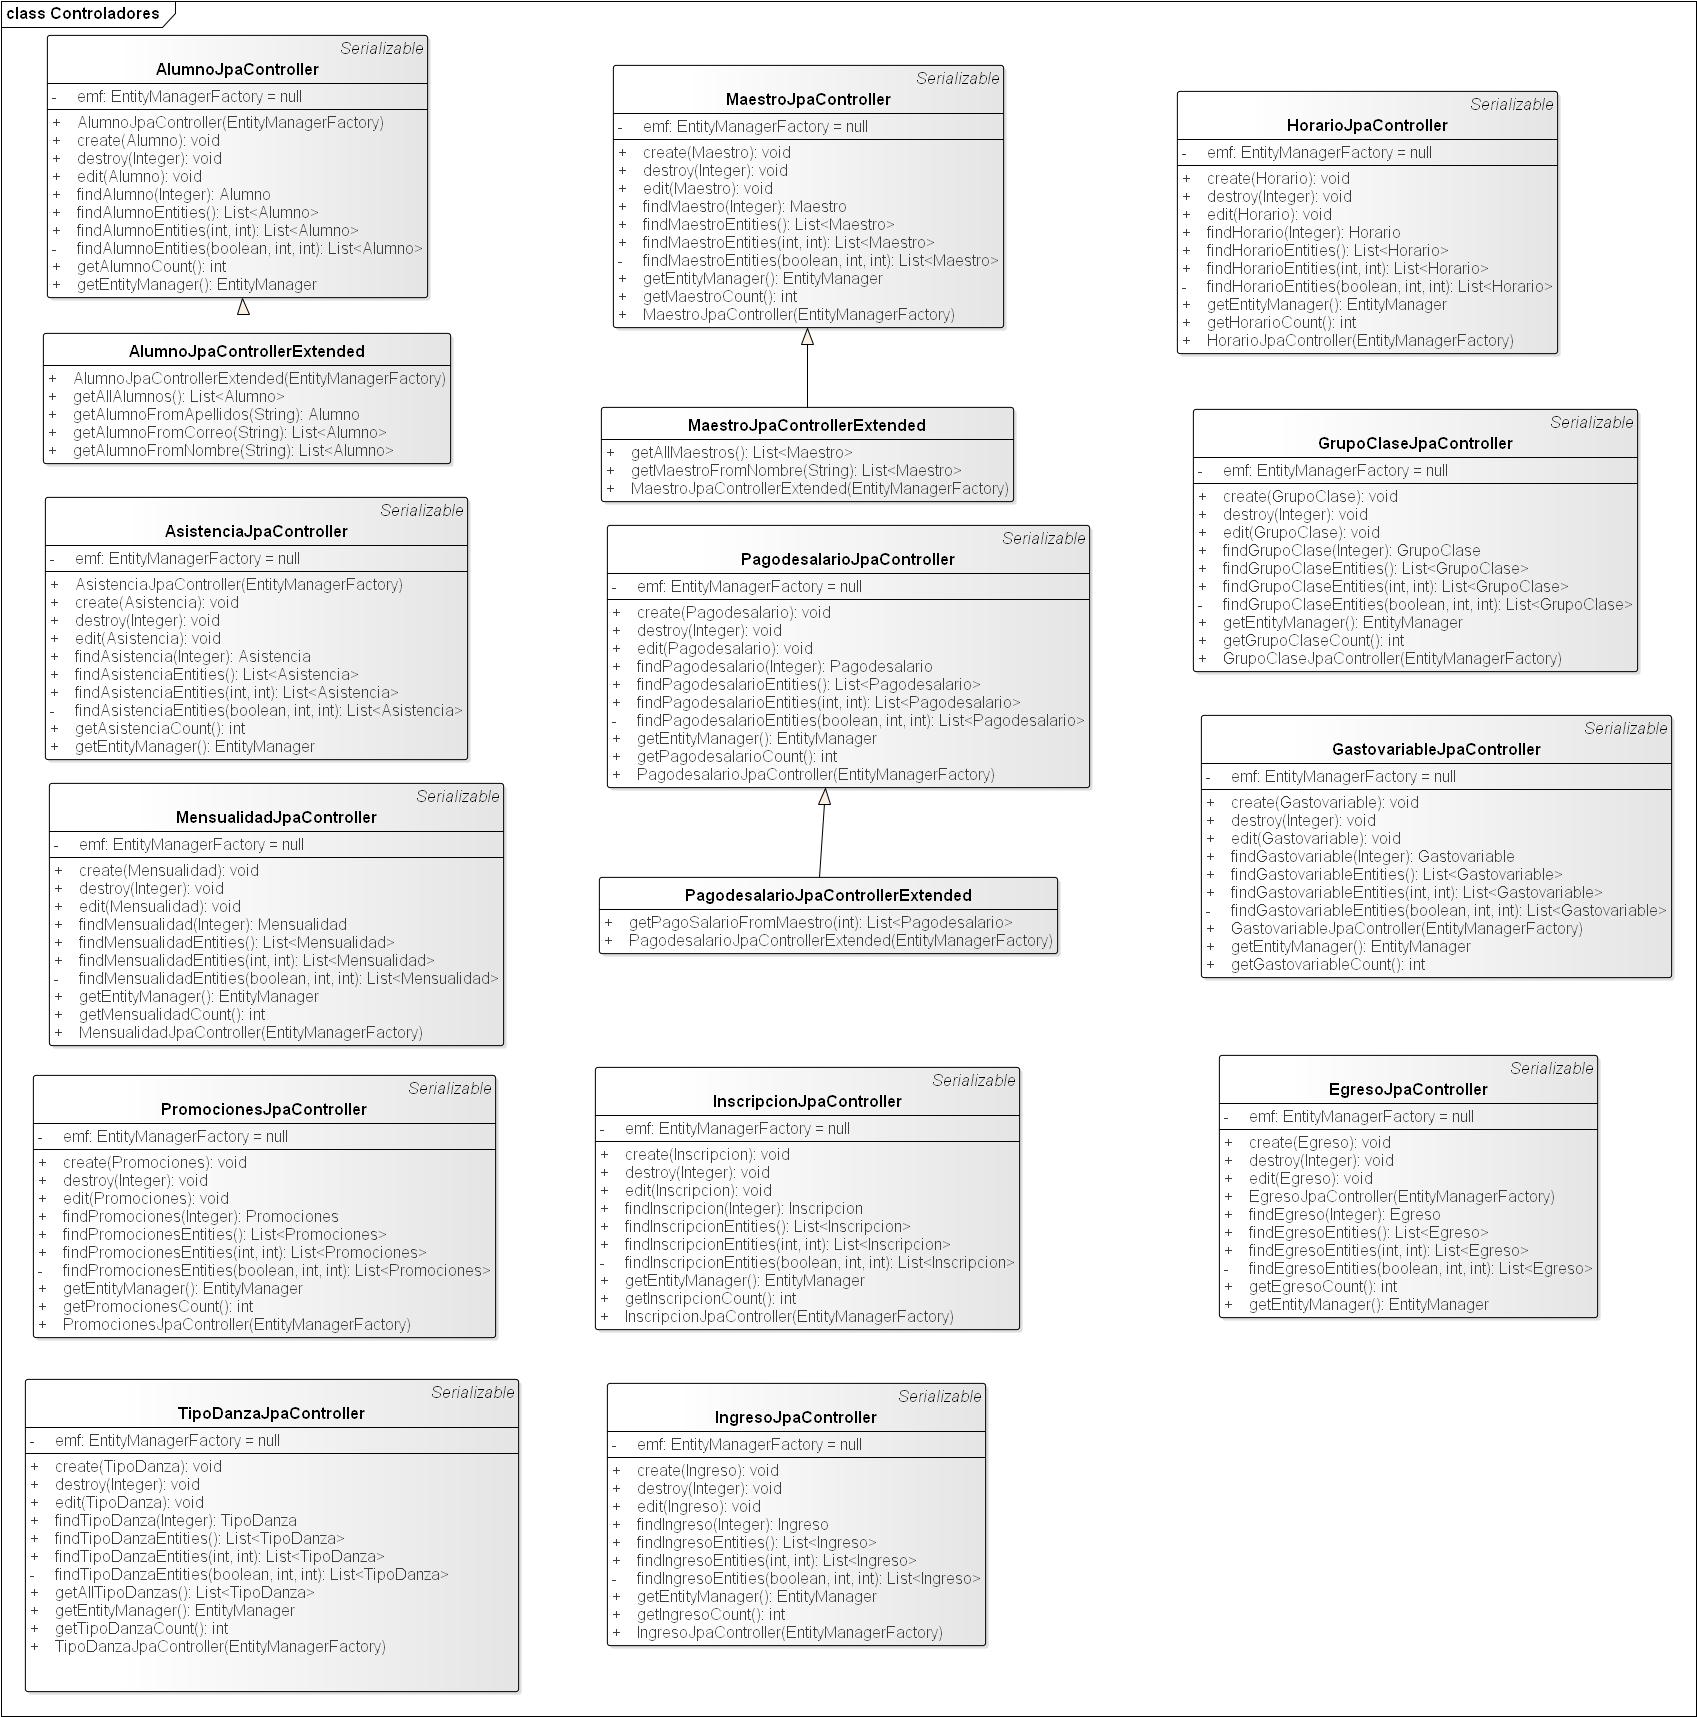 class Controladores
Serializable
AlumnoJpaController
- emf: EntityManagerFactory = null
+ AlumnoJpaController(EntityManagerFactory)
+ create(Alumno): void
+ destroy(Integer): void
+ edit(Alumno): void
+ findAlumno(Integer): Alumno
+ findAlumnoEntities(): List<Alumno>
+ findAlumnoEntities(int, int): List<Alumno>
- findAlumnoEntities(boolean, int, int): List<Alumno>
+ getAlumnoCount(): int
+ getEntityManager(): EntityManager
AlumnoJpaControllerExtended
+ AlumnoJpaControllerExtended(EntityManagerFactory)
+ getAllAlumnos(): List<Alumno>
+ getAlumnoFromApellidos(String): Alumno
+ getAlumnoFromCorreo(String): List<Alumno>
+ getAlumnoFromNombre(String): List<Alumno>
Serializable
AsistenciaJpaController
- emf: EntityManagerFactory = null
+ AsistenciaJpaController(EntityManagerFactory)
+ create(Asistencia): void
+ destroy(Integer): void
+ edit(Asistencia): void
+ findAsistencia(Integer): Asistencia
+ findAsistenciaEntities(): List<Asistencia>
+ findAsistenciaEntities(int, int): List<Asistencia>
- findAsistenciaEntities(boolean, int, int): List<Asistencia>
+ getAsistenciaCount(): int
+ getEntityManager(): EntityManager
Serializable
MensualidadJpaController
- emf: EntityManagerFactory = null
+ create(Mensualidad): void
+ destroy(Integer): void
+ edit(Mensualidad): void
+ findMensualidad(Integer): Mensualidad
+ findMensualidadEntities(): List<Mensualidad>
+ findMensualidadEntities(int, int): List<Mensualidad>
- findMensualidadEntities(boolean, int, int): List<Mensualidad>
+ getEntityManager(): EntityManager
+ getMensualidadCount(): int
+ MensualidadJpaController(EntityManagerFactory)
Serializable
PromocionesJpaController
- emf: EntityManagerFactory = null
+ create(Promociones): void
+ destroy(Integer): void
+ edit(Promociones): void
+ findPromociones(Integer): Promociones
+ findPromocionesEntities(): List<Promociones>
+ findPromocionesEntities(int, int): List<Promociones>
- findPromocionesEntities(boolean, int, int): List<Promociones>
+ getEntityManager(): EntityManager
+ getPromocionesCount(): int
+ PromocionesJpaController(EntityManagerFactory)
Serializable
TipoDanzaJpaController
- emf: EntityManagerFactory = null
+ create(TipoDanza): void
+ destroy(Integer): void
+ edit(TipoDanza): void
+ findTipoDanza(Integer): TipoDanza
+ findTipoDanzaEntities(): List<TipoDanza>
+ findTipoDanzaEntities(int, int): List<TipoDanza>
- findTipoDanzaEntities(boolean, int, int): List<TipoDanza>
+ getAllTipoDanzas(): List<TipoDanza>
+ getEntityManager(): EntityManager
+ getTipoDanzaCount(): int
+ TipoDanzaJpaController(EntityManagerFactory)
Serializable
MaestroJpaController
- emf: EntityManagerFactory = null
+ create(Maestro): void
+ destroy(Integer): void
+ edit(Maestro): void
+ findMaestro(Integer): Maestro
+ findMaestroEntities(): List<Maestro>
+ findMaestroEntities(int, int): List<Maestro>
- findMaestroEntities(boolean, int, int): List<Maestro>
+ getEntityManager(): EntityManager
+ getMaestroCount(): int
+ MaestroJpaController(EntityManagerFactory)
MaestroJpaControllerExtended
+ getAllMaestros(): List<Maestro>
+ getMaestroFromNombre(String): List<Maestro>
+ MaestroJpaControllerExtended(EntityManagerFactory)
Serializable
PagodesalarioJpaController
- emf: EntityManagerFactory = null
+ create(Pagodesalario): void
+ destroy(Integer): void
+ edit(Pagodesalario): void
+ findPagodesalario(Integer): Pagodesalario
+ findPagodesalarioEntities(): List<Pagodesalario>
+ findPagodesalarioEntities(int, int): List<Pagodesalario>
- findPagodesalarioEntities(boolean, int, int): List<Pagodesalario>
+ getEntityManager(): EntityManager
+ getPagodesalarioCount(): int
+ PagodesalarioJpaController(EntityManagerFactory)
PagodesalarioJpaControllerExtended
+ getPagoSalarioFromMaestro(int): List<Pagodesalario>
+ PagodesalarioJpaControllerExtended(EntityManagerFactory)
Serializable
InscripcionJpaController
- emf: EntityManagerFactory = null
+ create(Inscripcion): void
+ destroy(Integer): void
+ edit(Inscripcion): void
+ findInscripcion(Integer): Inscripcion
+ findInscripcionEntities(): List<Inscripcion>
+ findInscripcionEntities(int, int): List<Inscripcion>
- findInscripcionEntities(boolean, int, int): List<Inscripcion>
+ getEntityManager(): EntityManager
+ getInscripcionCount(): int
+ InscripcionJpaController(EntityManagerFactory)
Serializable
IngresoJpaController
- emf: EntityManagerFactory = null
+ create(Ingreso): void
+ destroy(Integer): void
+ edit(Ingreso): void
+ findIngreso(Integer): Ingreso
+ findIngresoEntities(): List<Ingreso>
+ findIngresoEntities(int, int): List<Ingreso>
- findIngresoEntities(boolean, int, int): List<Ingreso>
+ getEntityManager(): EntityManager
+ getIngresoCount(): int
+ IngresoJpaController(EntityManagerFactory)
Serializable
HorarioJpaController
- emf: EntityManagerFactory = null
+ create(Horario): void
+ destroy(Integer): void
+ edit(Horario): void
+ findHorario(Integer): Horario
+ findHorarioEntities(): List<Horario>
+ findHorarioEntities(int, int): List<Horario>
- findHorarioEntities(boolean, int, int): List<Horario>
+ getEntityManager(): EntityManager
+ getHorarioCount(): int
+ HorarioJpaController(EntityManagerFactory)
Serializable
GrupoClaseJpaController
- emf: EntityManagerFactory = null
+ create(GrupoClase): void
+ destroy(Integer): void
+ edit(GrupoClase): void
+ findGrupoClase(Integer): GrupoClase
+ findGrupoClaseEntities(): List<GrupoClase>
+ findGrupoClaseEntities(int, int): List<GrupoClase>
- findGrupoClaseEntities(boolean, int, int): List<GrupoClase>
+ getEntityManager(): EntityManager
+ getGrupoClaseCount(): int
+ GrupoClaseJpaController(EntityManagerFactory)
Serializable
GastovariableJpaController
- emf: EntityManagerFactory = null
+ create(Gastovariable): void
+ destroy(Integer): void
+ edit(Gastovariable): void
+ findGastovariable(Integer): Gastovariable
+ findGastovariableEntities(): List<Gastovariable>
+ findGastovariableEntities(int, int): List<Gastovariable>
- findGastovariableEntities(boolean, int, int): List<Gastovariable>
+ GastovariableJpaController(EntityManagerFactory)
+ getEntityManager(): EntityManager
+ getGastovariableCount(): int
Serializable
EgresoJpaController
- emf: EntityManagerFactory = null
+ create(Egreso): void
+ destroy(Integer): void
+ edit(Egreso): void
+ EgresoJpaController(EntityManagerFactory)
+ findEgreso(Integer): Egreso
+ findEgresoEntities(): List<Egreso>
+ findEgresoEntities(int, int): List<Egreso>
- findEgresoEntities(boolean, int, int): List<Egreso>
+ getEgresoCount(): int
+ getEntityManager(): EntityManager